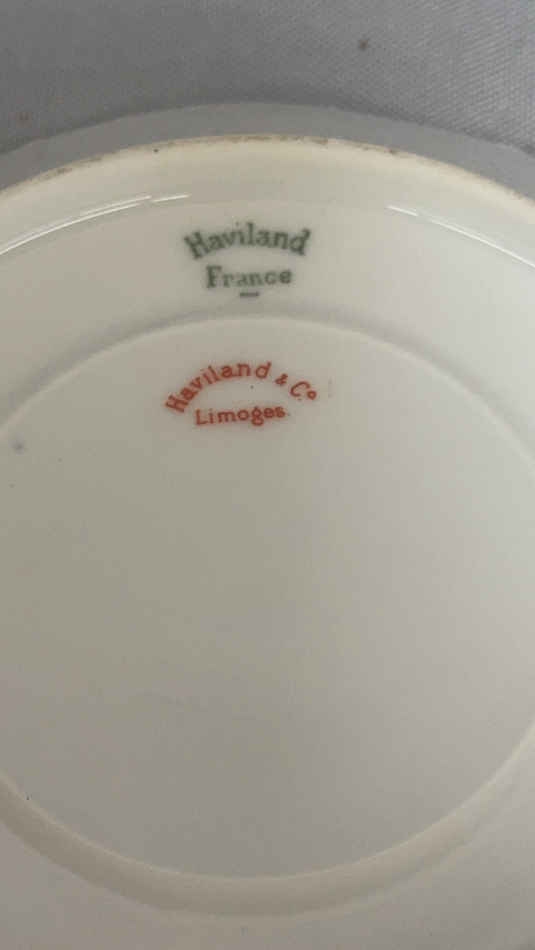 Haviland
France
Haviland & Co
Limoges